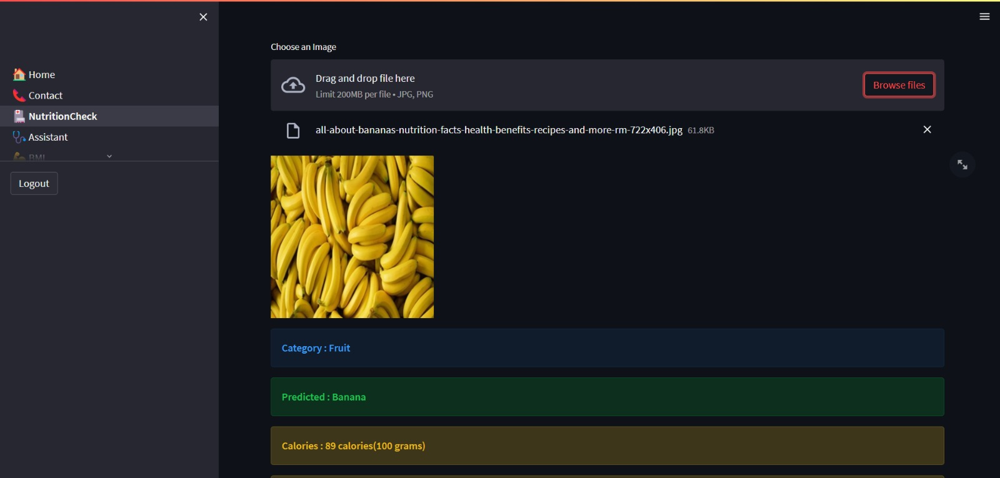 Home
Contact
NutritionCheck
Assistant
BMI
Logout
Choose an Image
Drag and drop file here
Limit 200MB per file • JPG, PNG
Browse files
all-about-bananas-nutrition-facts-health-benefits-recipes-and-more-rm-722x406.jpg 61.8KB
Category : Fruit
Predicted : Banana
Calories : 89 calories(100 grams)